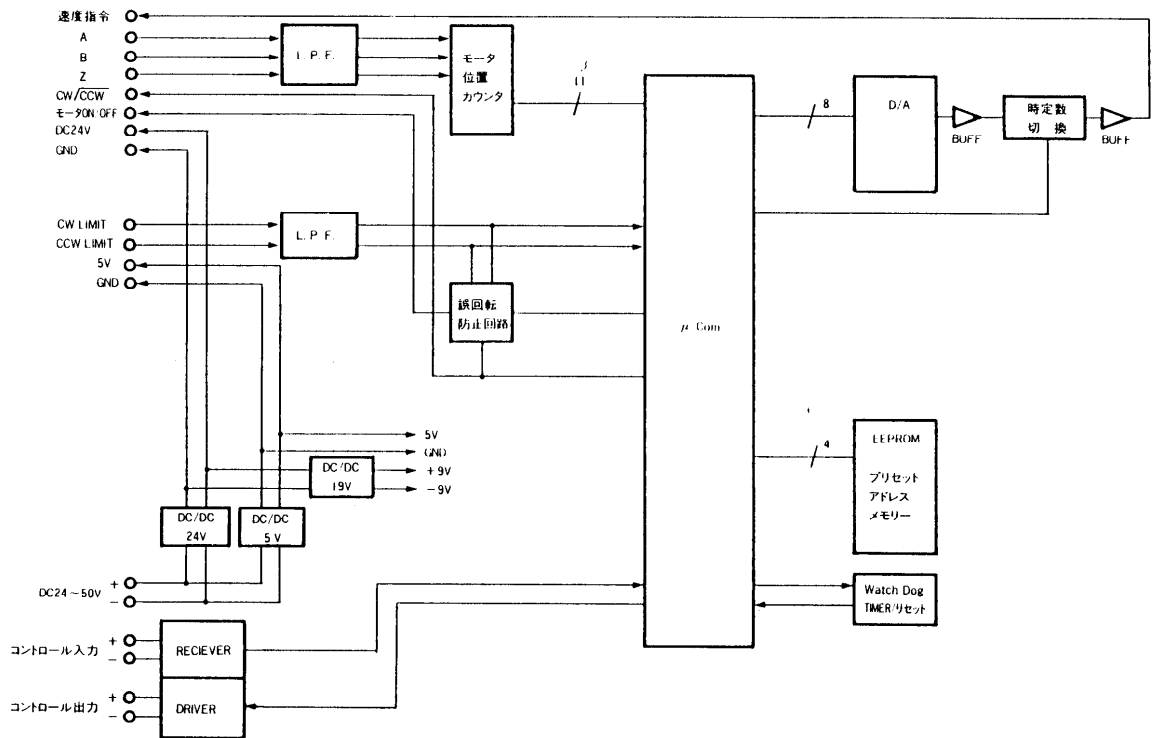 速度指令
A
B
Z
CW/CCW
モータON/OFF
DC24V
GND
L.P.F.
モータ
位置
カウンタ
11
8
D/A
BUFF
時定数
切換
BUFF
CW LIMIT
CCW LIMIT
5V
GND
L.P.F.
誤回転
防止回路
μ Com
4
EEPROM
プリセット
アドレス
メモリー
5V
GND
+9V
-9V
DC/DC
19V
DC/DC
24V
DC/DC
5V
DC24~50V
+
-
Watch Dog
TIMER/リセット
コントロール入力
+
-
RECIEVER
コントロール出力
+
-
DRIVER